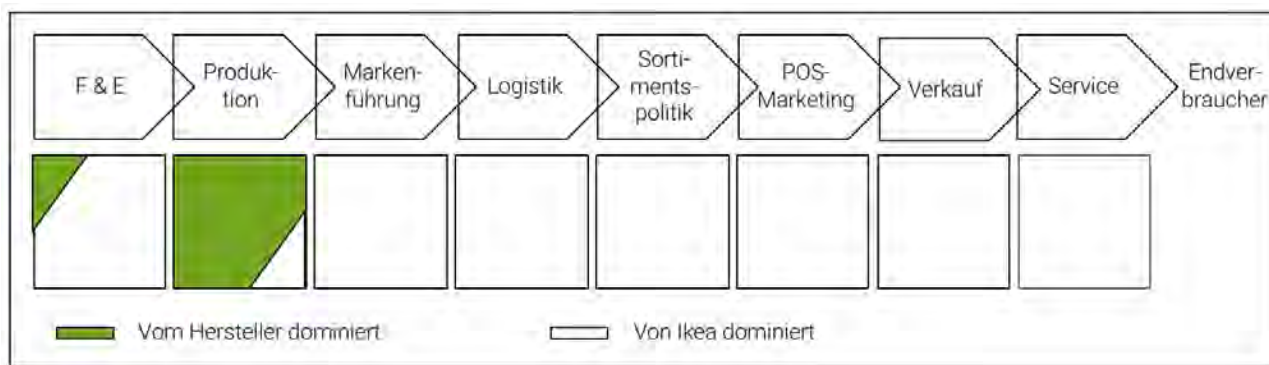 F & E
Produk-
tion
Marken-
führung
Logistik
Sorti-
ments-
politik
POS-
Marketing
Verkauf
Service
Endver-
braucher
Vom Hersteller dominiert
Von Ikea dominiert